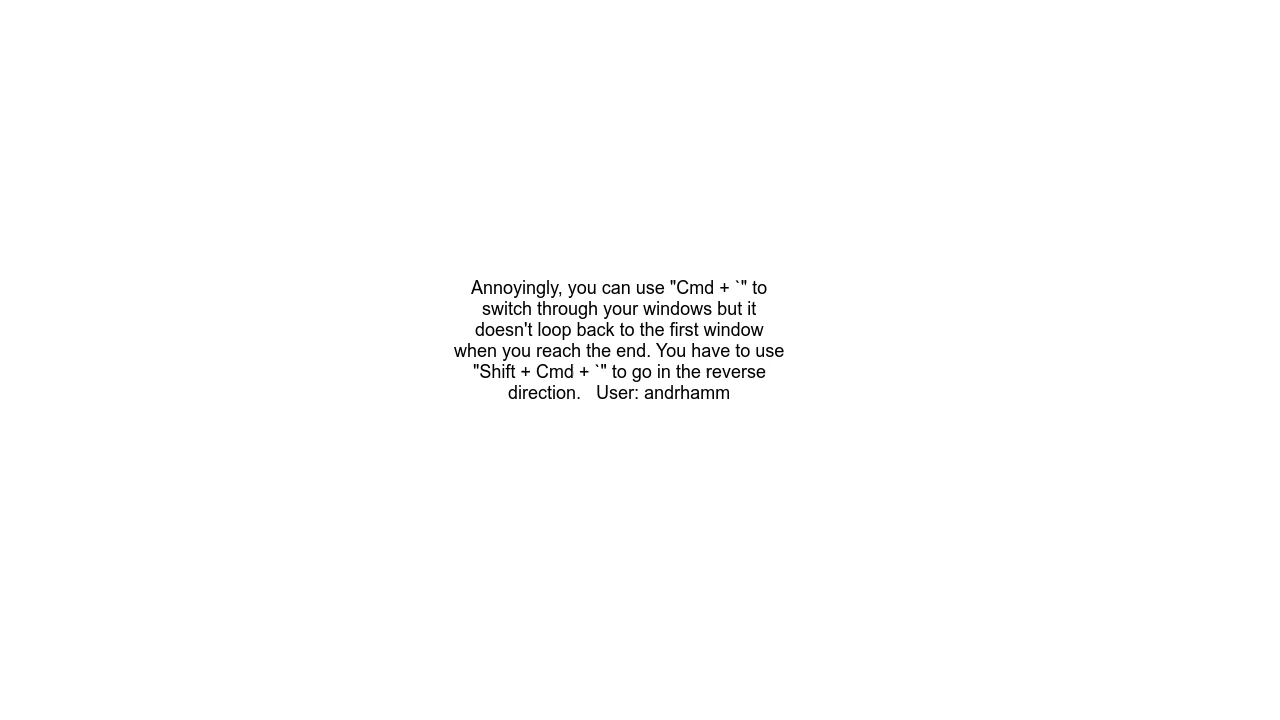 Annoyingly, you can use "Cmd + `" to
switch through your windows but it
doesn't loop back to the first window
when you reach the end. You have to use
"Shift + Cmd + `" to go in the reverse
direction.   User: andrhamm